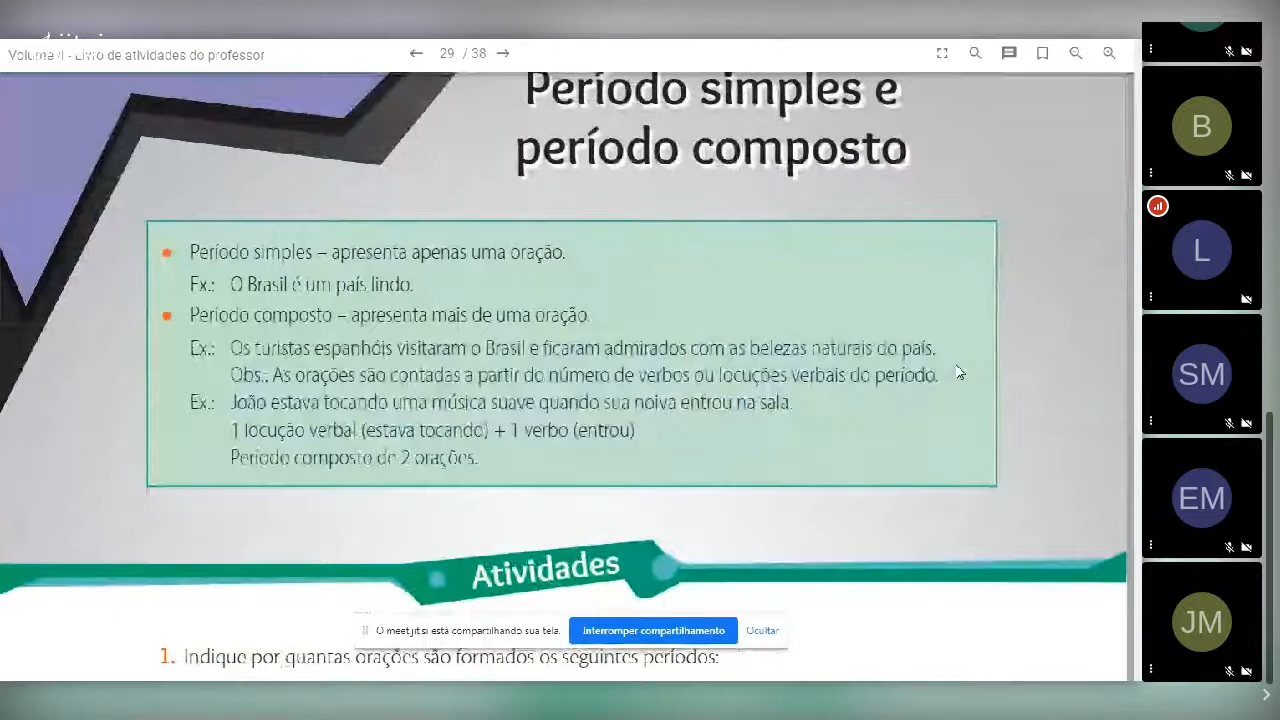 Livro de atividades do professor
29 / 38
Período simples e
período composto
Período simples – apresenta apenas uma oração.
Ex.: O Brasil é um país lindo.
Período composto – apresenta mais de uma oração.
Ex.: Os turistas espanhóis visitaram o Brasil e ficaram admirados com as belezas naturais do país.
Obs.: As orações são contadas a partir do número de verbos ou locuções verbais do período.
Ex.: João estava tocando uma música suave quando sua noiva entrou na sala.
1 locução verbal (estava tocando) + 1 verbo (entrou)
Período composto de 2 orações.
Atividades
O meet.jit.si está compartilhando sua tela.
Interromper compartilhamento
Ocultar
1. Indique por quantas orações são formados os seguintes períodos:
B
L
SM
EM
JM